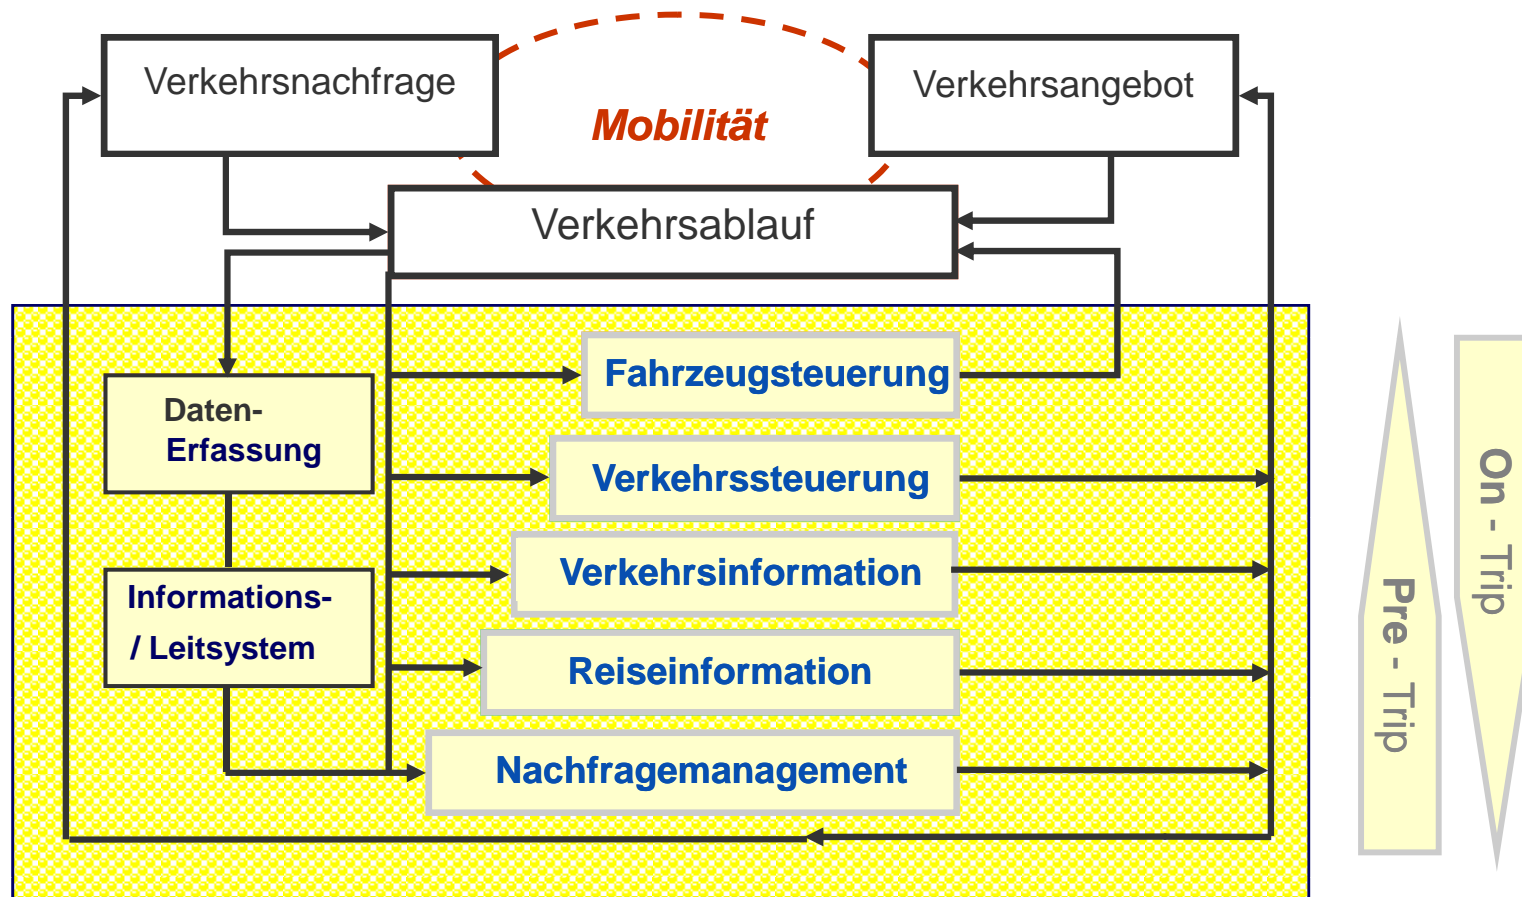 Verkehrsnachfrage
Verkehrsangebot
Mobilität
Verkehrsablauf
Fahrzeugsteuerung
Daten-
Erfassung
Verkehrssteuerung
Verkehrsinformation
Informations-
/ Leitsystem
Reiseinformation
Nachfragemanagement
Pre - Trip
On - Trip